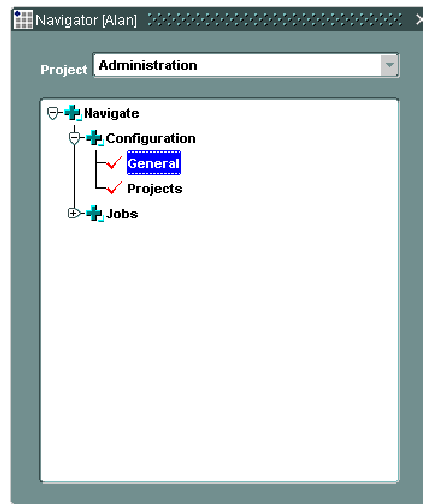 Navigator [Alan]
Project Administration
Navigate
Configuration
General
Projects
Jobs